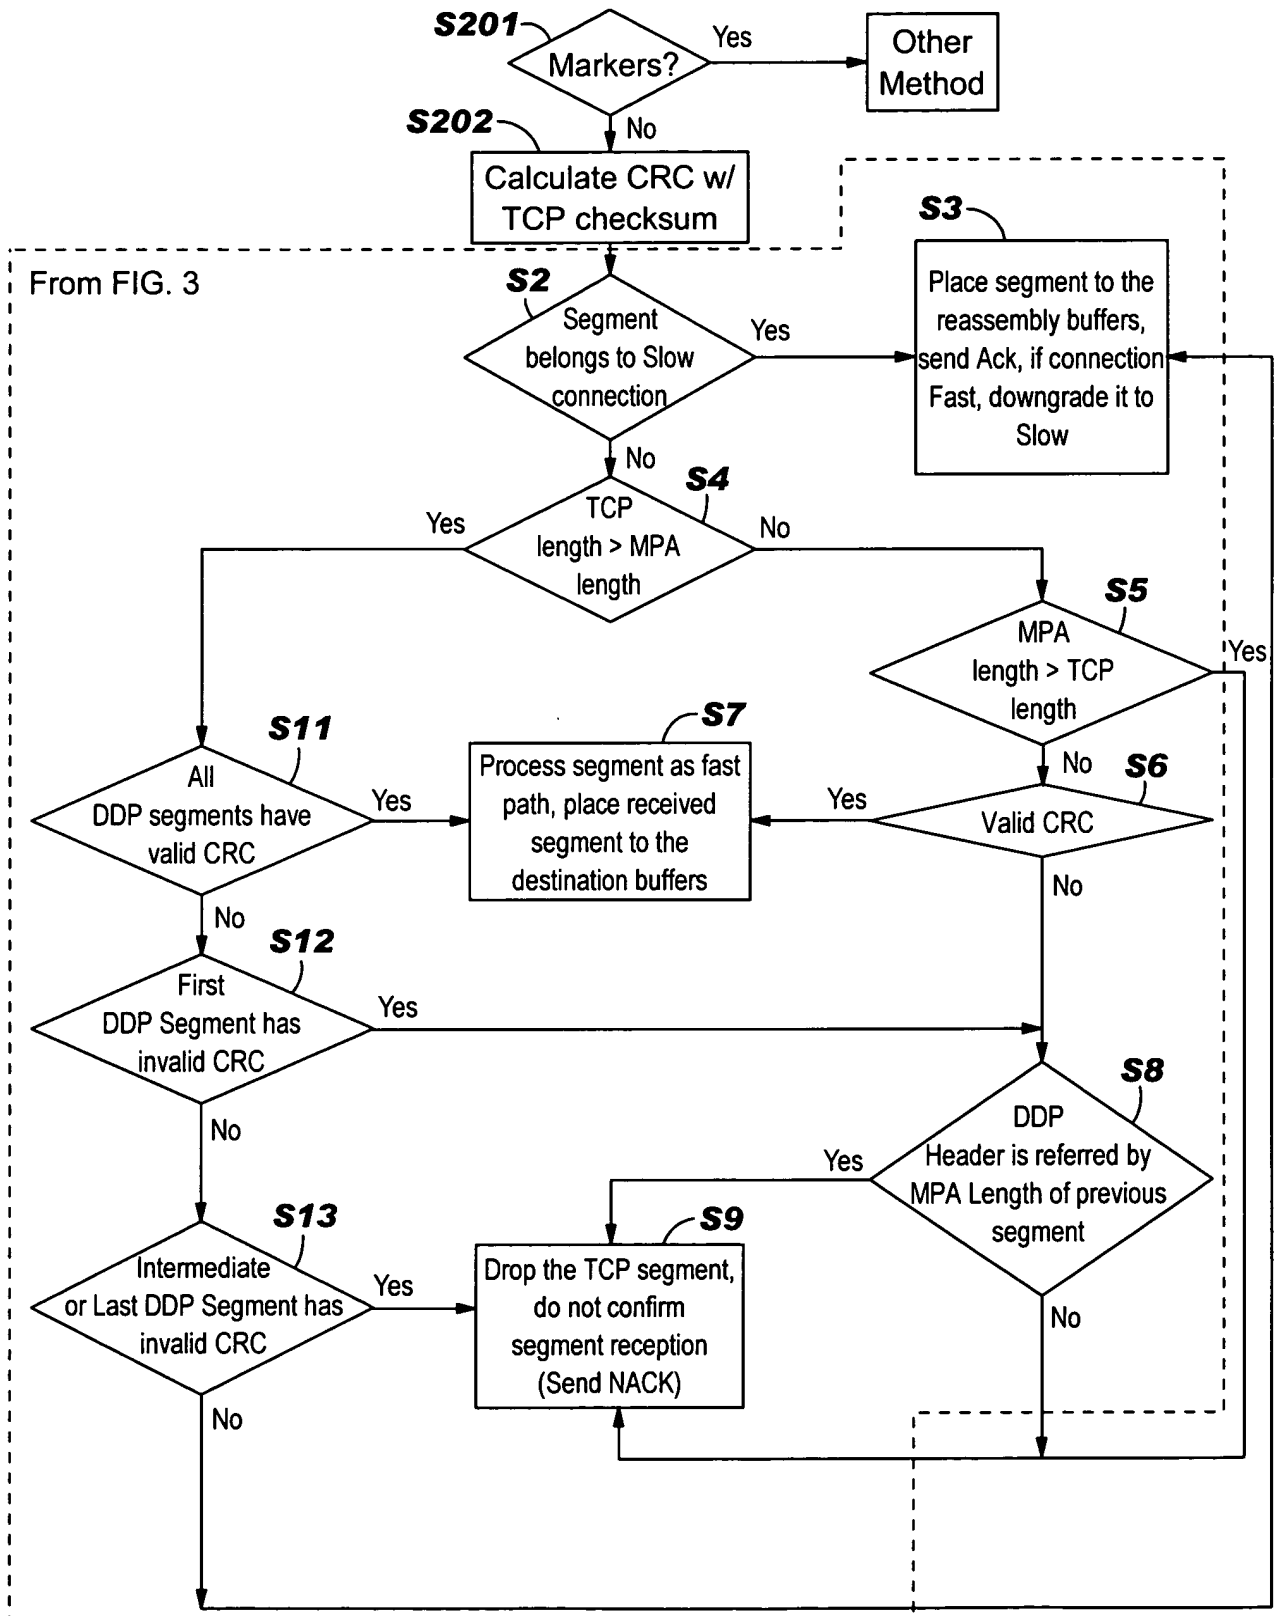 S201
Markers?
Yes
Other
Method
No
S202
Calculate CRC w/
TCP checksum
From FIG. 3
S2
Segment
belongs to Slow
connection
Yes
S3
Place segment to the
reassembly buffers,
send Ack, if connection
Fast, downgrade it to
Slow
No
S4
TCP
length > MPA
length
Yes
No
S5
MPA
length > TCP
length
Yes
No
S11
All
DDP segments have
valid CRC
Yes
S7
Process segment as fast
path, place received
segment to the
destination buffers
S6
Valid CRC
Yes
No
No
S12
First
DDP Segment has
invalid CRC
Yes
No
S8
DDP
Header is referred by
MPA Length of previous
segment
Yes
No
S13
Intermediate
or Last DDP Segment has
invalid CRC
Yes
S9
Drop the TCP segment,
do not confirm
segment reception
(Send NACK)
No